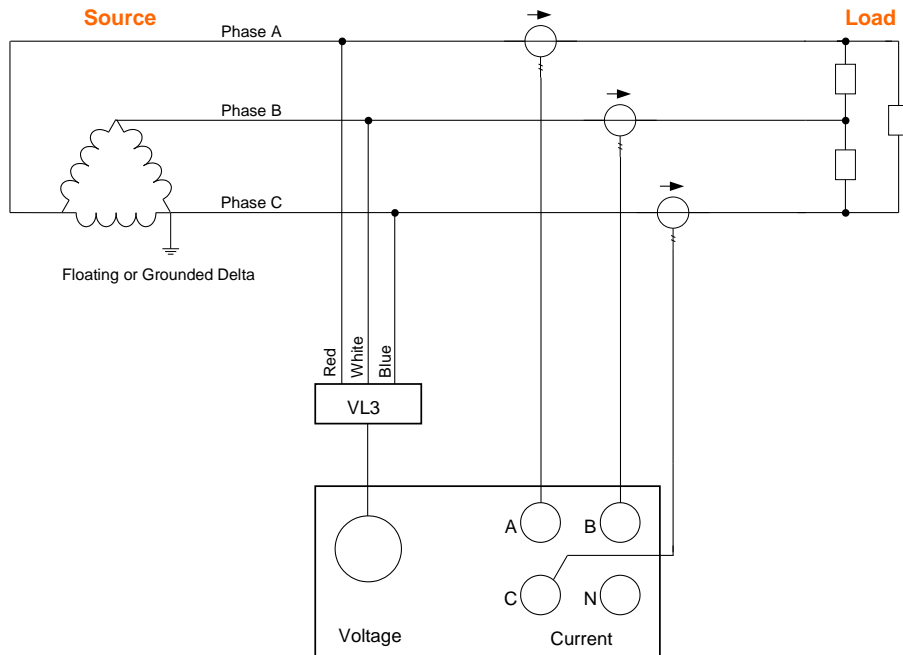 Source
Load
Phase A
Phase B
Phase C
Floating or Grounded Delta
Red
White
Blue
VL3
A
B
C
N
Voltage
Current